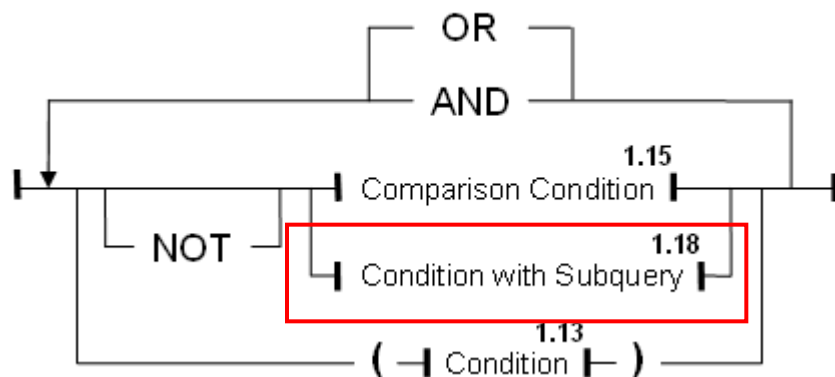 OR
AND
1.15
Comparison Condition
NOT
1.18
Condition with Subquery
1.13
( Condition )